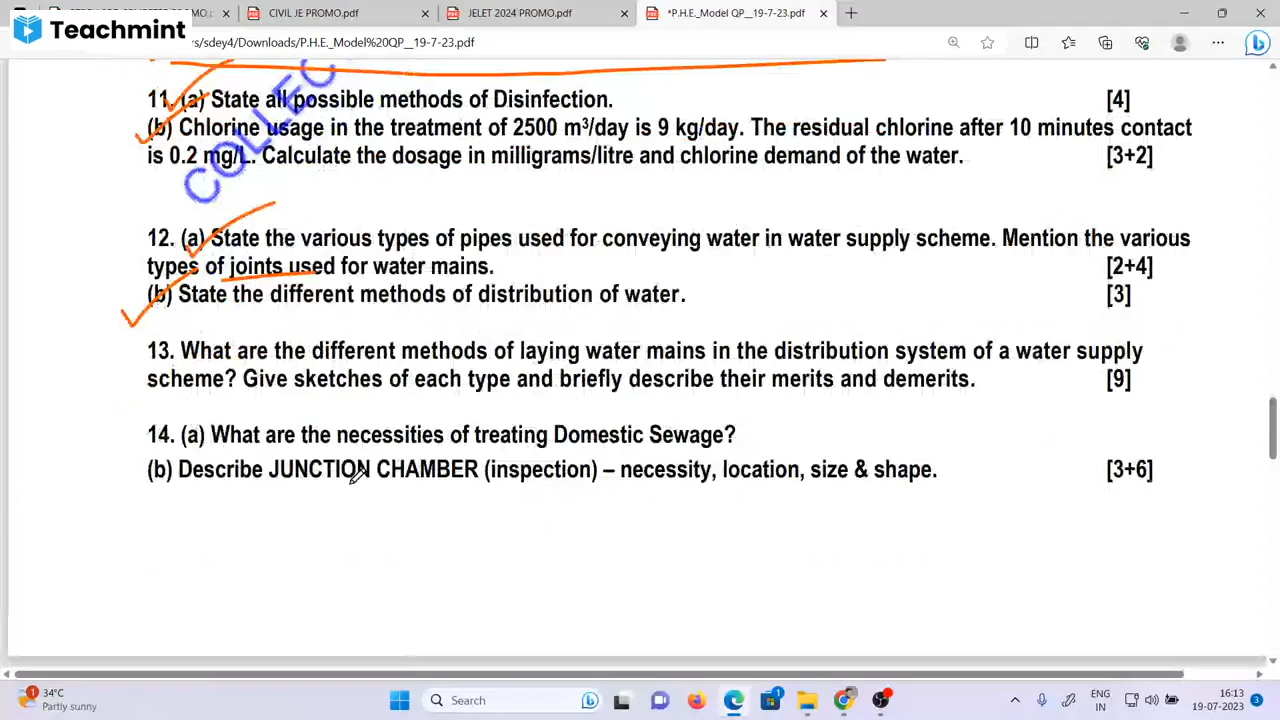 PROMO.pdf
CIVIL JE PROMO.pdf
JELET 2024 PROMO.pdf
*P.H.E._Model QP__19-7-23.pdf
Teachmint
rs/sdey4/Downloads/P.H.E._Model%20QP__19-7-23.pdf
COLLEC
11. (a) State all possible methods of Disinfection. [4]
(b) Chlorine usage in the treatment of 2500 m³/day is 9 kg/day. The residual chlorine after 10 minutes contact
is 0.2 mg/L. Calculate the dosage in milligrams/litre and chlorine demand of the water. [3+2]
12. (a) State the various types of pipes used for conveying water in water supply scheme. Mention the various
types of joints used for water mains. [2+4]
(b) State the different methods of distribution of water. [3]
13. What are the different methods of laying water mains in the distribution system of a water supply
scheme? Give sketches of each type and briefly describe their merits and demerits. [9]
14. (a) What are the necessities of treating Domestic Sewage?
(b) Describe JUNCTION CHAMBER (inspection) – necessity, location, size & shape. [3+6]
1
34°C
Partly sunny
Search
1
ENG
IN
16:13
19-07-2023
3